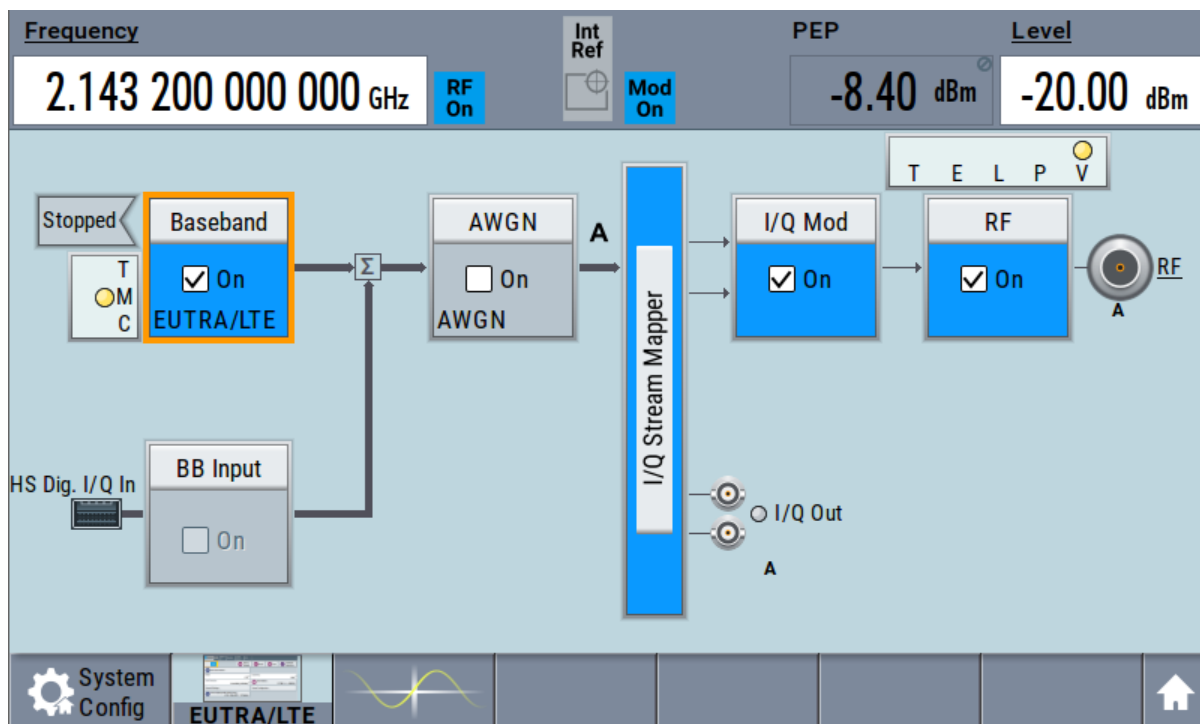 Frequency
Int
Ref
PEP
Level
2.143 200 000 000 GHz
RF
On
Mod
On
-8.40 dBm
-20.00 dBm
T E L P V
Stopped
Baseband
On
EUTRA/LTE
T
M
C
Σ
AWGN
On
AWGN
A
I/Q Stream Mapper
I/Q Mod
On
RF
On
RF
A
HS Dig. I/Q In
BB Input
On
I/Q Out
A
System
Config
EUTRA/LTE